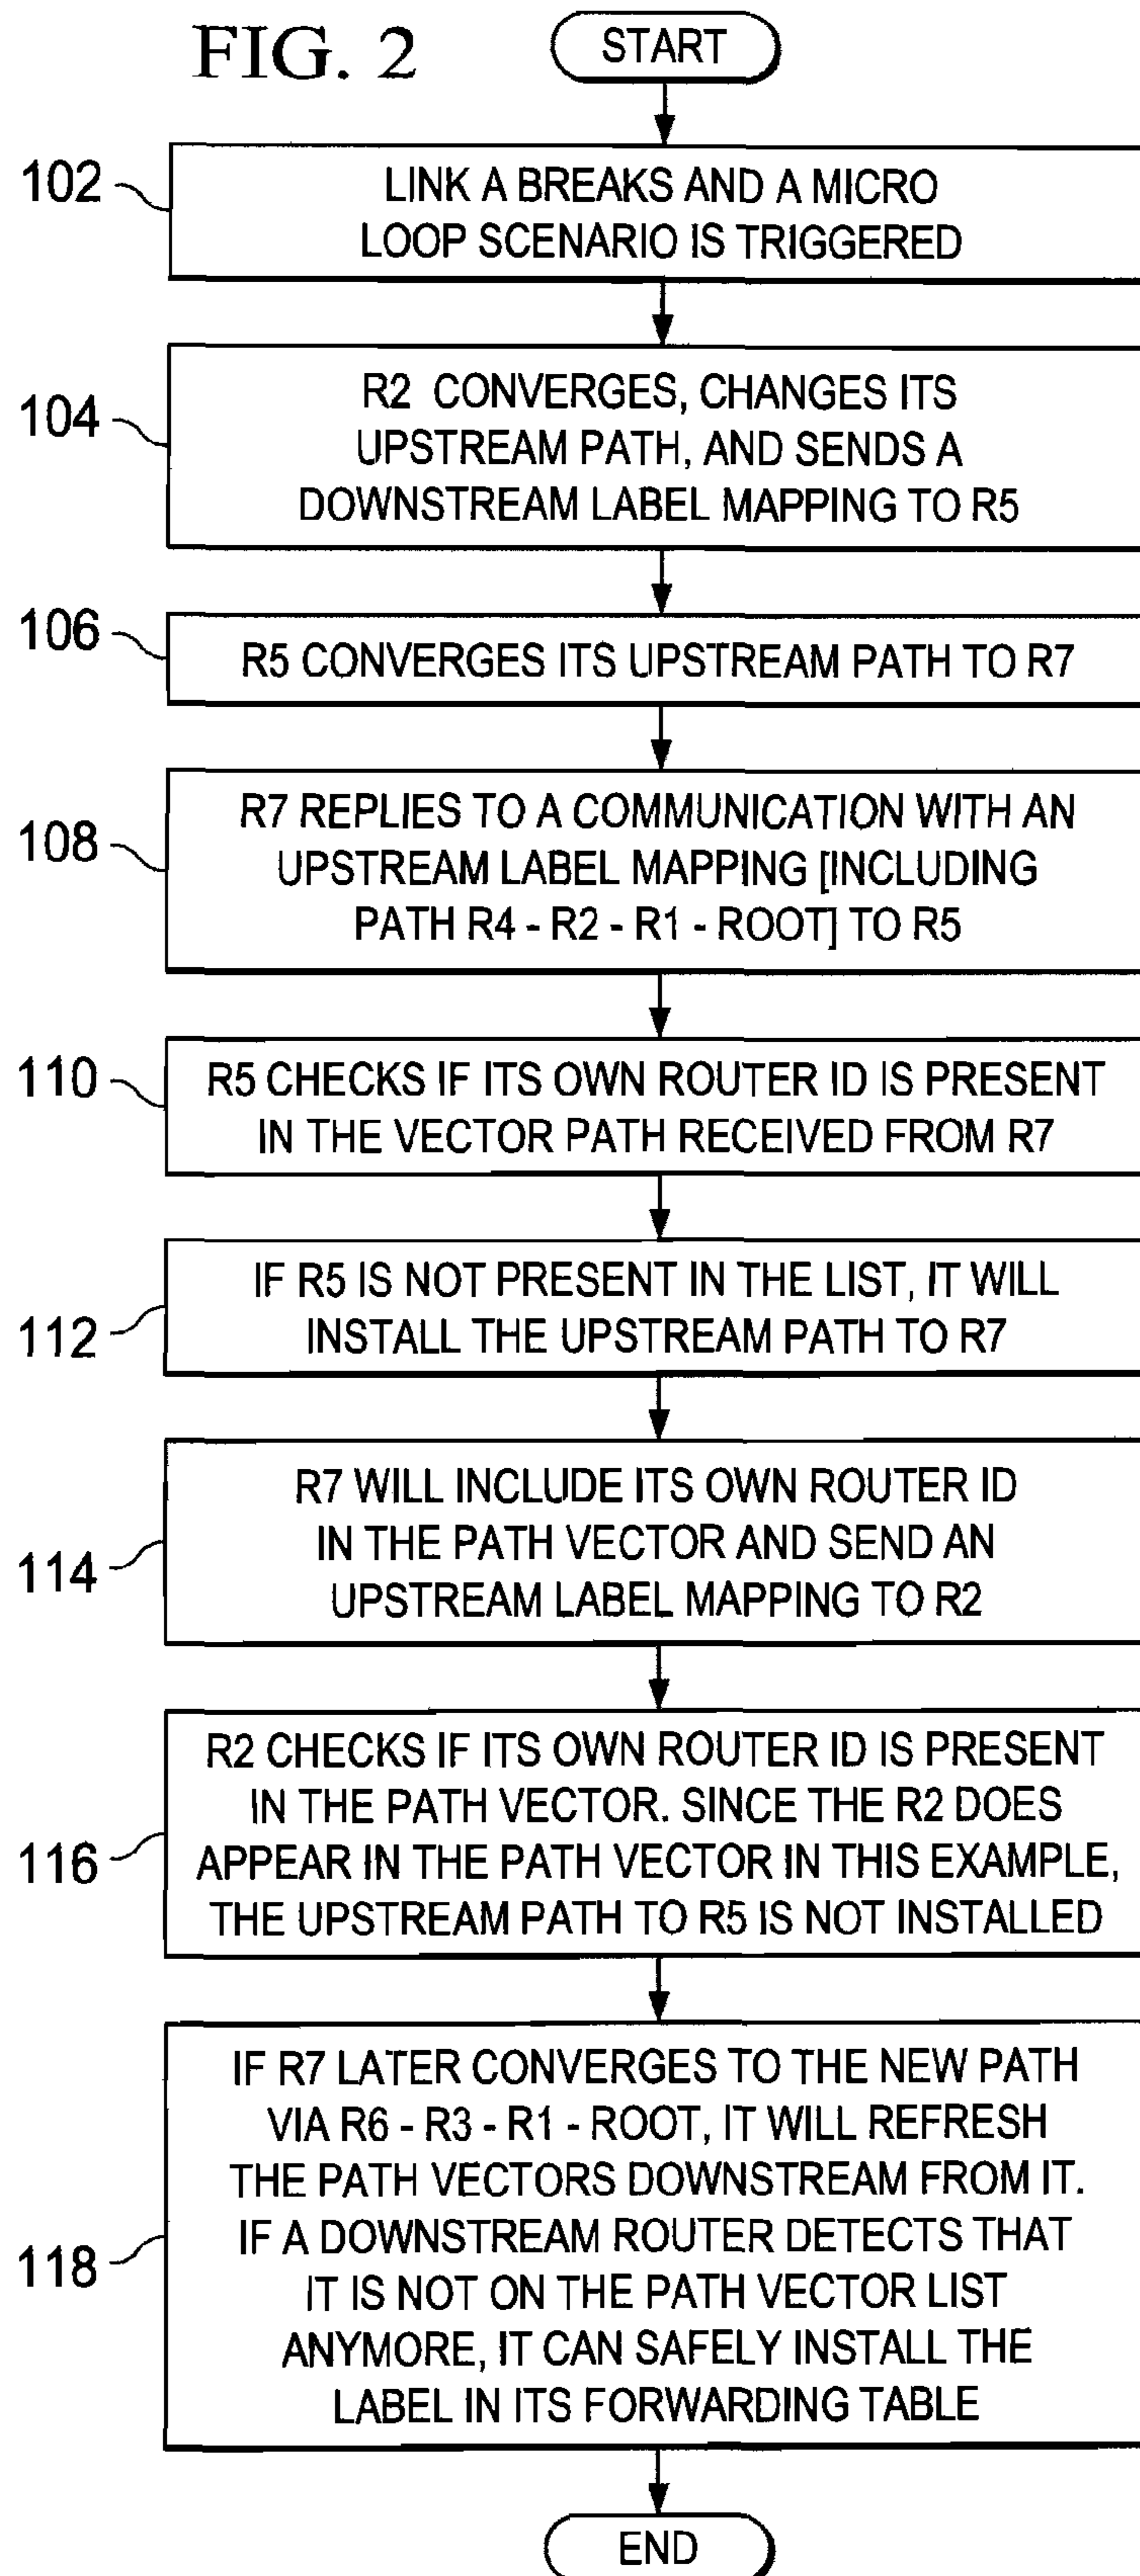 FIG. 2
START
102
LINK A BREAKS AND A MICRO
LOOP SCENARIO IS TRIGGERED
104
R2 CONVERGES, CHANGES ITS
UPSTREAM PATH, AND SENDS A
DOWNSTREAM LABEL MAPPING TO R5
106
R5 CONVERGES ITS UPSTREAM PATH TO R7
108
R7 REPLIES TO A COMMUNICATION WITH AN
UPSTREAM LABEL MAPPING [INCLUDING
PATH R4 - R2 - R1 - ROOT] TO R5
110
R5 CHECKS IF ITS OWN ROUTER ID IS PRESENT
IN THE VECTOR PATH RECEIVED FROM R7
112
IF R5 IS NOT PRESENT IN THE LIST, IT WILL
INSTALL THE UPSTREAM PATH TO R7
114
R7 WILL INCLUDE ITS OWN ROUTER ID
IN THE PATH VECTOR AND SEND AN
UPSTREAM LABEL MAPPING TO R2
116
R2 CHECKS IF ITS OWN ROUTER ID IS PRESENT
IN THE PATH VECTOR. SINCE THE R2 DOES
APPEAR IN THE PATH VECTOR IN THIS EXAMPLE,
THE UPSTREAM PATH TO R5 IS NOT INSTALLED
118
IF R7 LATER CONVERGES TO THE NEW PATH
VIA R6 - R3 - R1 - ROOT, IT WILL REFRESH
THE PATH VECTORS DOWNSTREAM FROM IT.
IF A DOWNSTREAM ROUTER DETECTS THAT
IT IS NOT ON THE PATH VECTOR LIST
ANYMORE, IT CAN SAFELY INSTALL THE
LABEL IN ITS FORWARDING TABLE
END